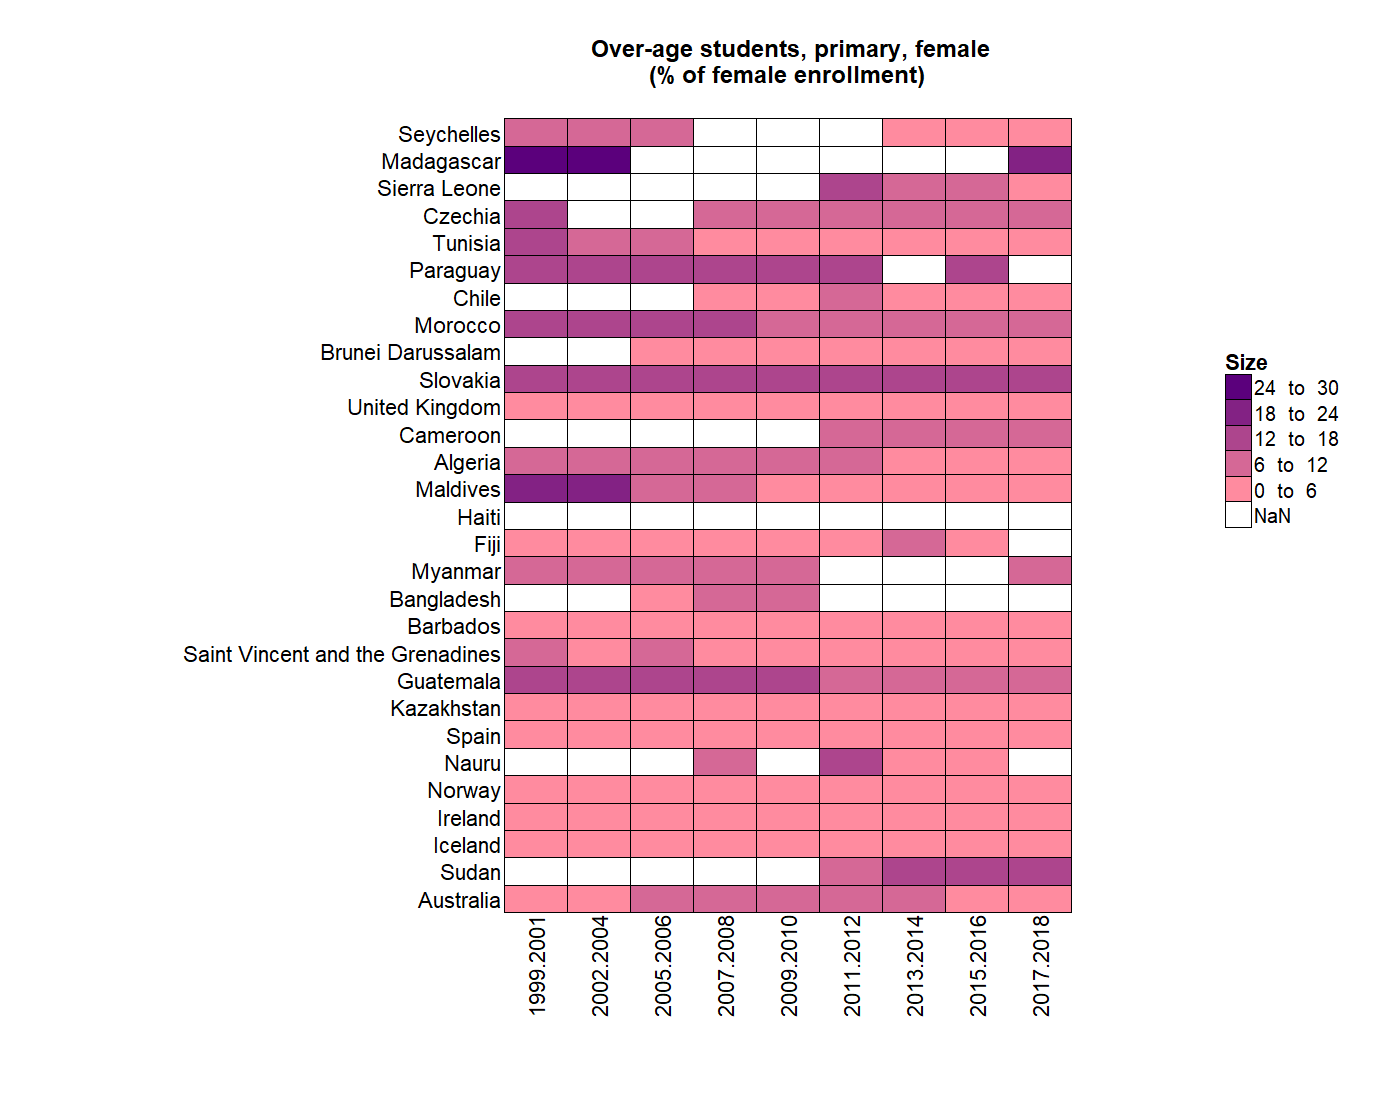 Over-age students, primary, female
(% of female enrollment)
Seychelles
Madagascar
Sierra Leone
Czechia
Tunisia
Paraguay
Chile
Morocco
Brunei Darussalam
Slovakia
United Kingdom
Cameroon
Algeria
Maldives
Haiti
Fiji
Myanmar
Bangladesh
Barbados
Saint Vincent and the Grenadines
Guatemala
Kazakhstan
Spain
Nauru
Norway
Ireland
Iceland
Sudan
Australia
1999.2001
2002.2004
2005.2006
2007.2008
2009.2010
2011.2012
2013.2014
2015.2016
2017.2018
Size
24 to 30
18 to 24
12 to 18
6 to 12
0 to 6
NaN